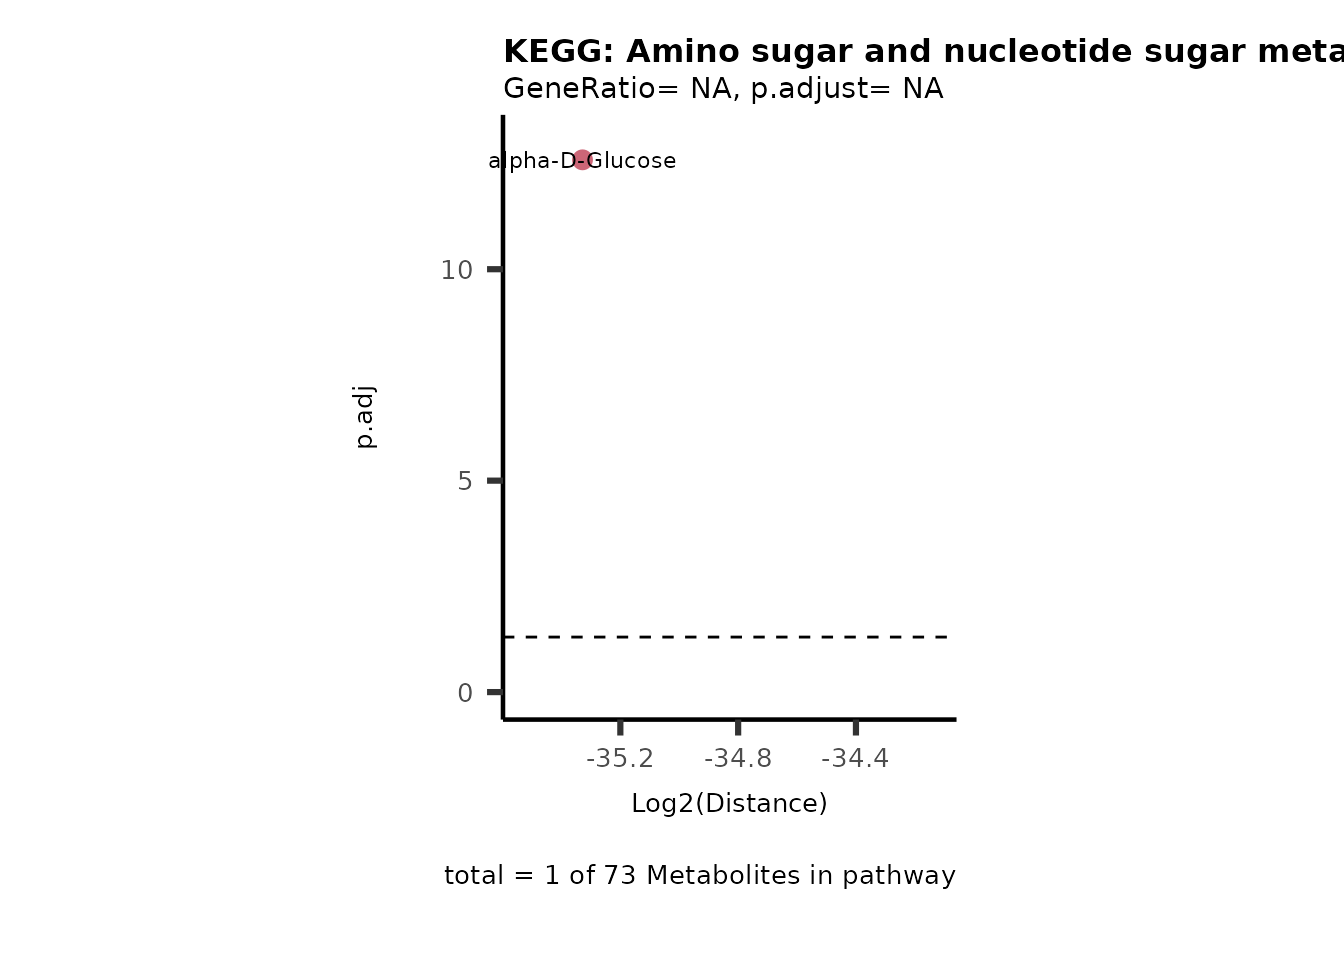 KEGG: Amino sugar and nucleotide sugar meta
GeneRatio= NA, p.adjust= NA
alpha-D-Glucose
10
5
0
p.adj
-35.2 -34.8 -34.4
Log2(Distance)
total = 1 of 73 Metabolites in pathway